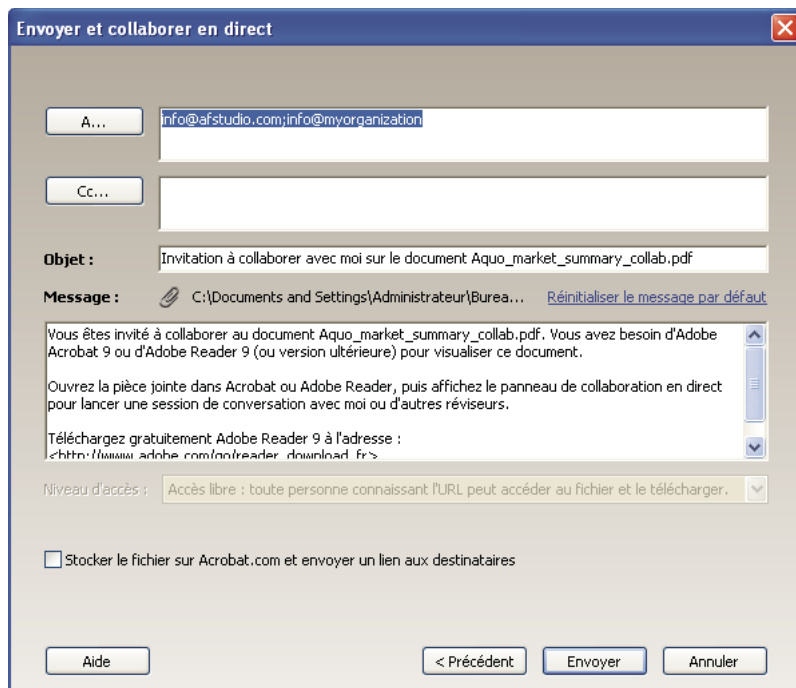 Envoyer et collaborer en direct
A...
info@afstudio.com;info@myorganization
Cc...
Objet :
Invitation à collaborer avec moi sur le document Aquo_market_summary_collab.pdf
Message :
C:\Documents and Settings\Administrateur\Burea...
Réinitialiser le message par défaut
Vous êtes invité à collaborer au document Aquo_market_summary_collab.pdf. Vous avez besoin d'Adobe
Acrobat 9 ou d'Adobe Reader 9 (ou version ultérieure) pour visualiser ce document.
Ouvrez la pièce jointe dans Acrobat ou Adobe Reader, puis affichez le panneau de collaboration en direct
pour lancer une session de conversation avec moi ou d'autres réviseurs.
Téléchargez gratuitement Adobe Reader 9 à l'adresse :
<http://www.adobe.com/go/reader_download_fr>
Niveau d'accès :
Accès libre : toute personne connaissant l'URL peut accéder au fichier et le télécharger.
Stocker le fichier sur Acrobat.com et envoyer un lien aux destinataires
Aide
< Précédent
Envoyer
Annuler